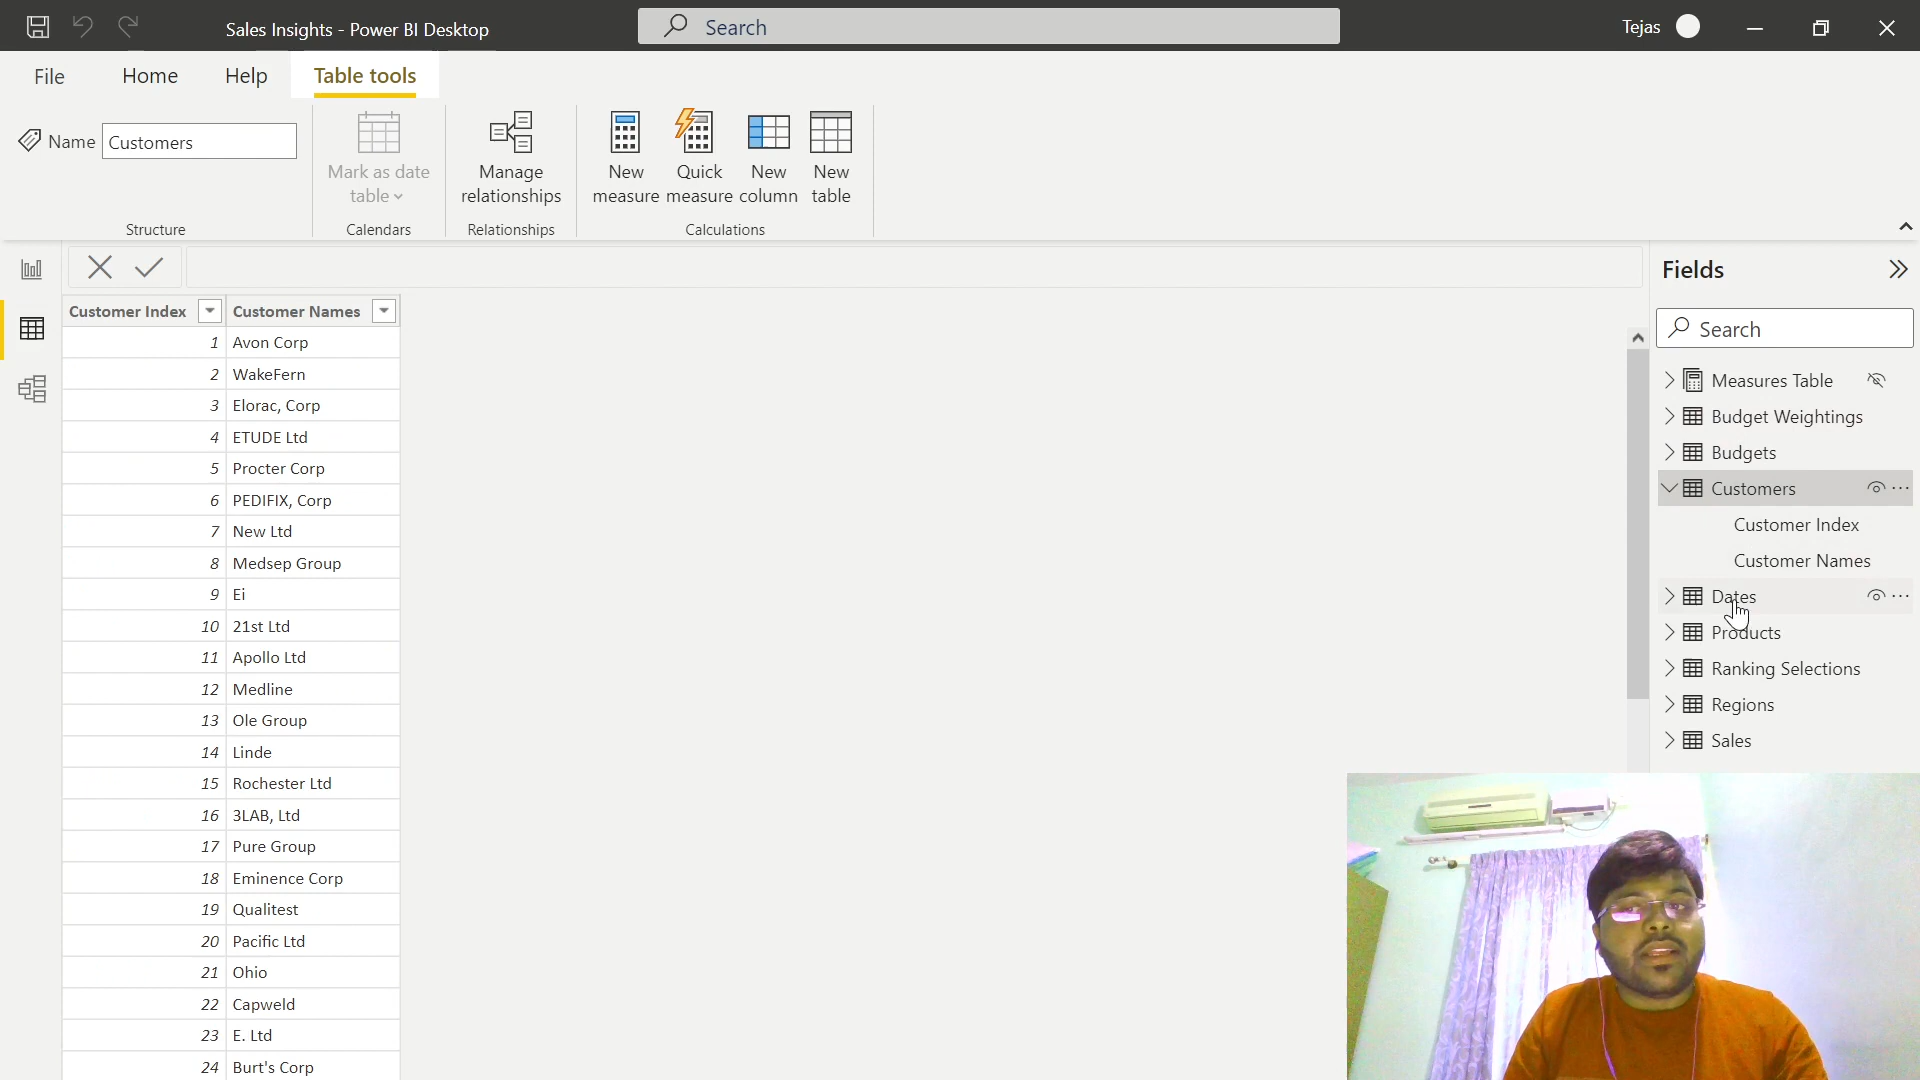 Sales Insights - Power BI Desktop
Search
Tejas
File
Home
Help
Table tools
Name
Customers
Mark as date
table
Manage
relationships
New
measure
Quick
measure
New
column
New
table
Structure
Calendars
Relationships
Calculations
Customer Index
Customer Names
1 Avon Corp
2 WakeFern
3 Elorac, Corp
4 ETUDE Ltd
5 Procter Corp
6 PEDIFIX, Corp
7 New Ltd
8 Medsep Group
9 Ei
10 21st Ltd
11 Apollo Ltd
12 Medline
13 Ole Group
14 Linde
15 Rochester Ltd
16 3LAB, Ltd
17 Pure Group
18 Eminence Corp
19 Qualitest
20 Pacific Ltd
21 Ohio
22 Capweld
23 E. Ltd
24 Burt's Corp
Fields
Search
Measures Table
Budget Weightings
Budgets
Customers
Customer Index
Customer Names
Dates
Products
Ranking Selections
Regions
Sales